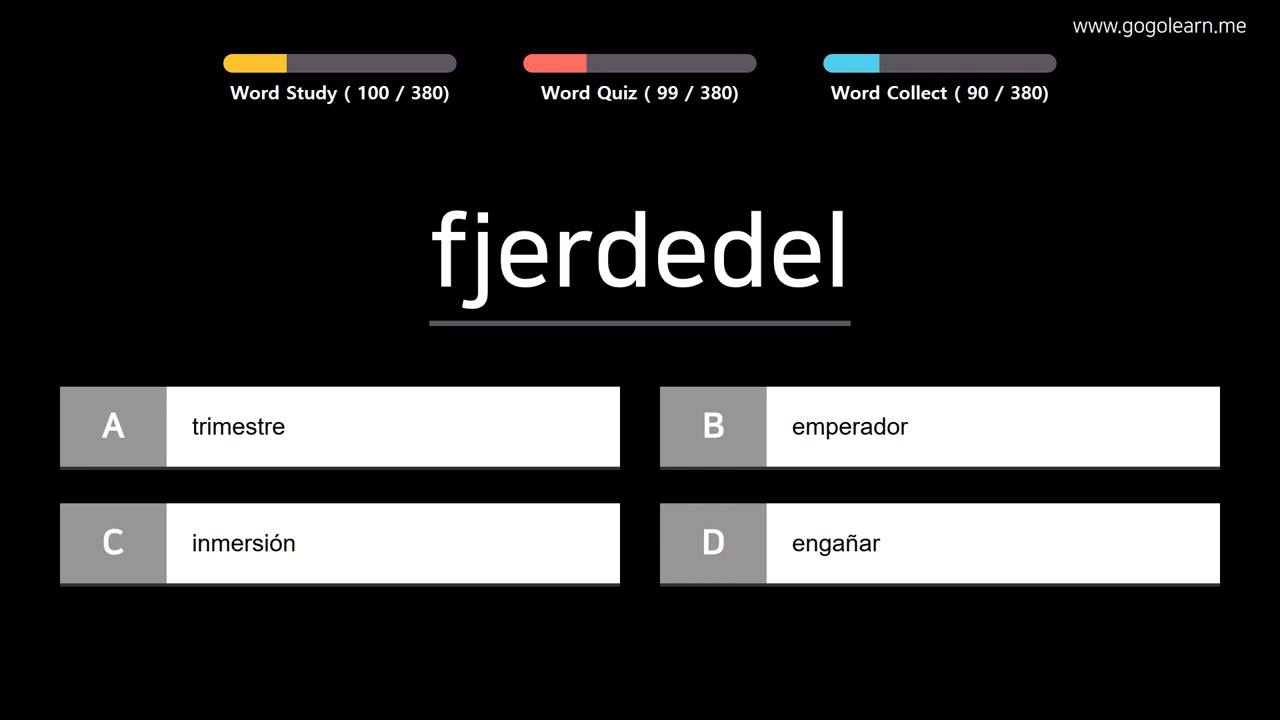 www.gogolearn.me
Word Study ( 100 / 380)
Word Quiz ( 99 / 380)
Word Collect ( 90 / 380)
fjerdedel
A trimestre
B emperador
C inmersión
D engañar